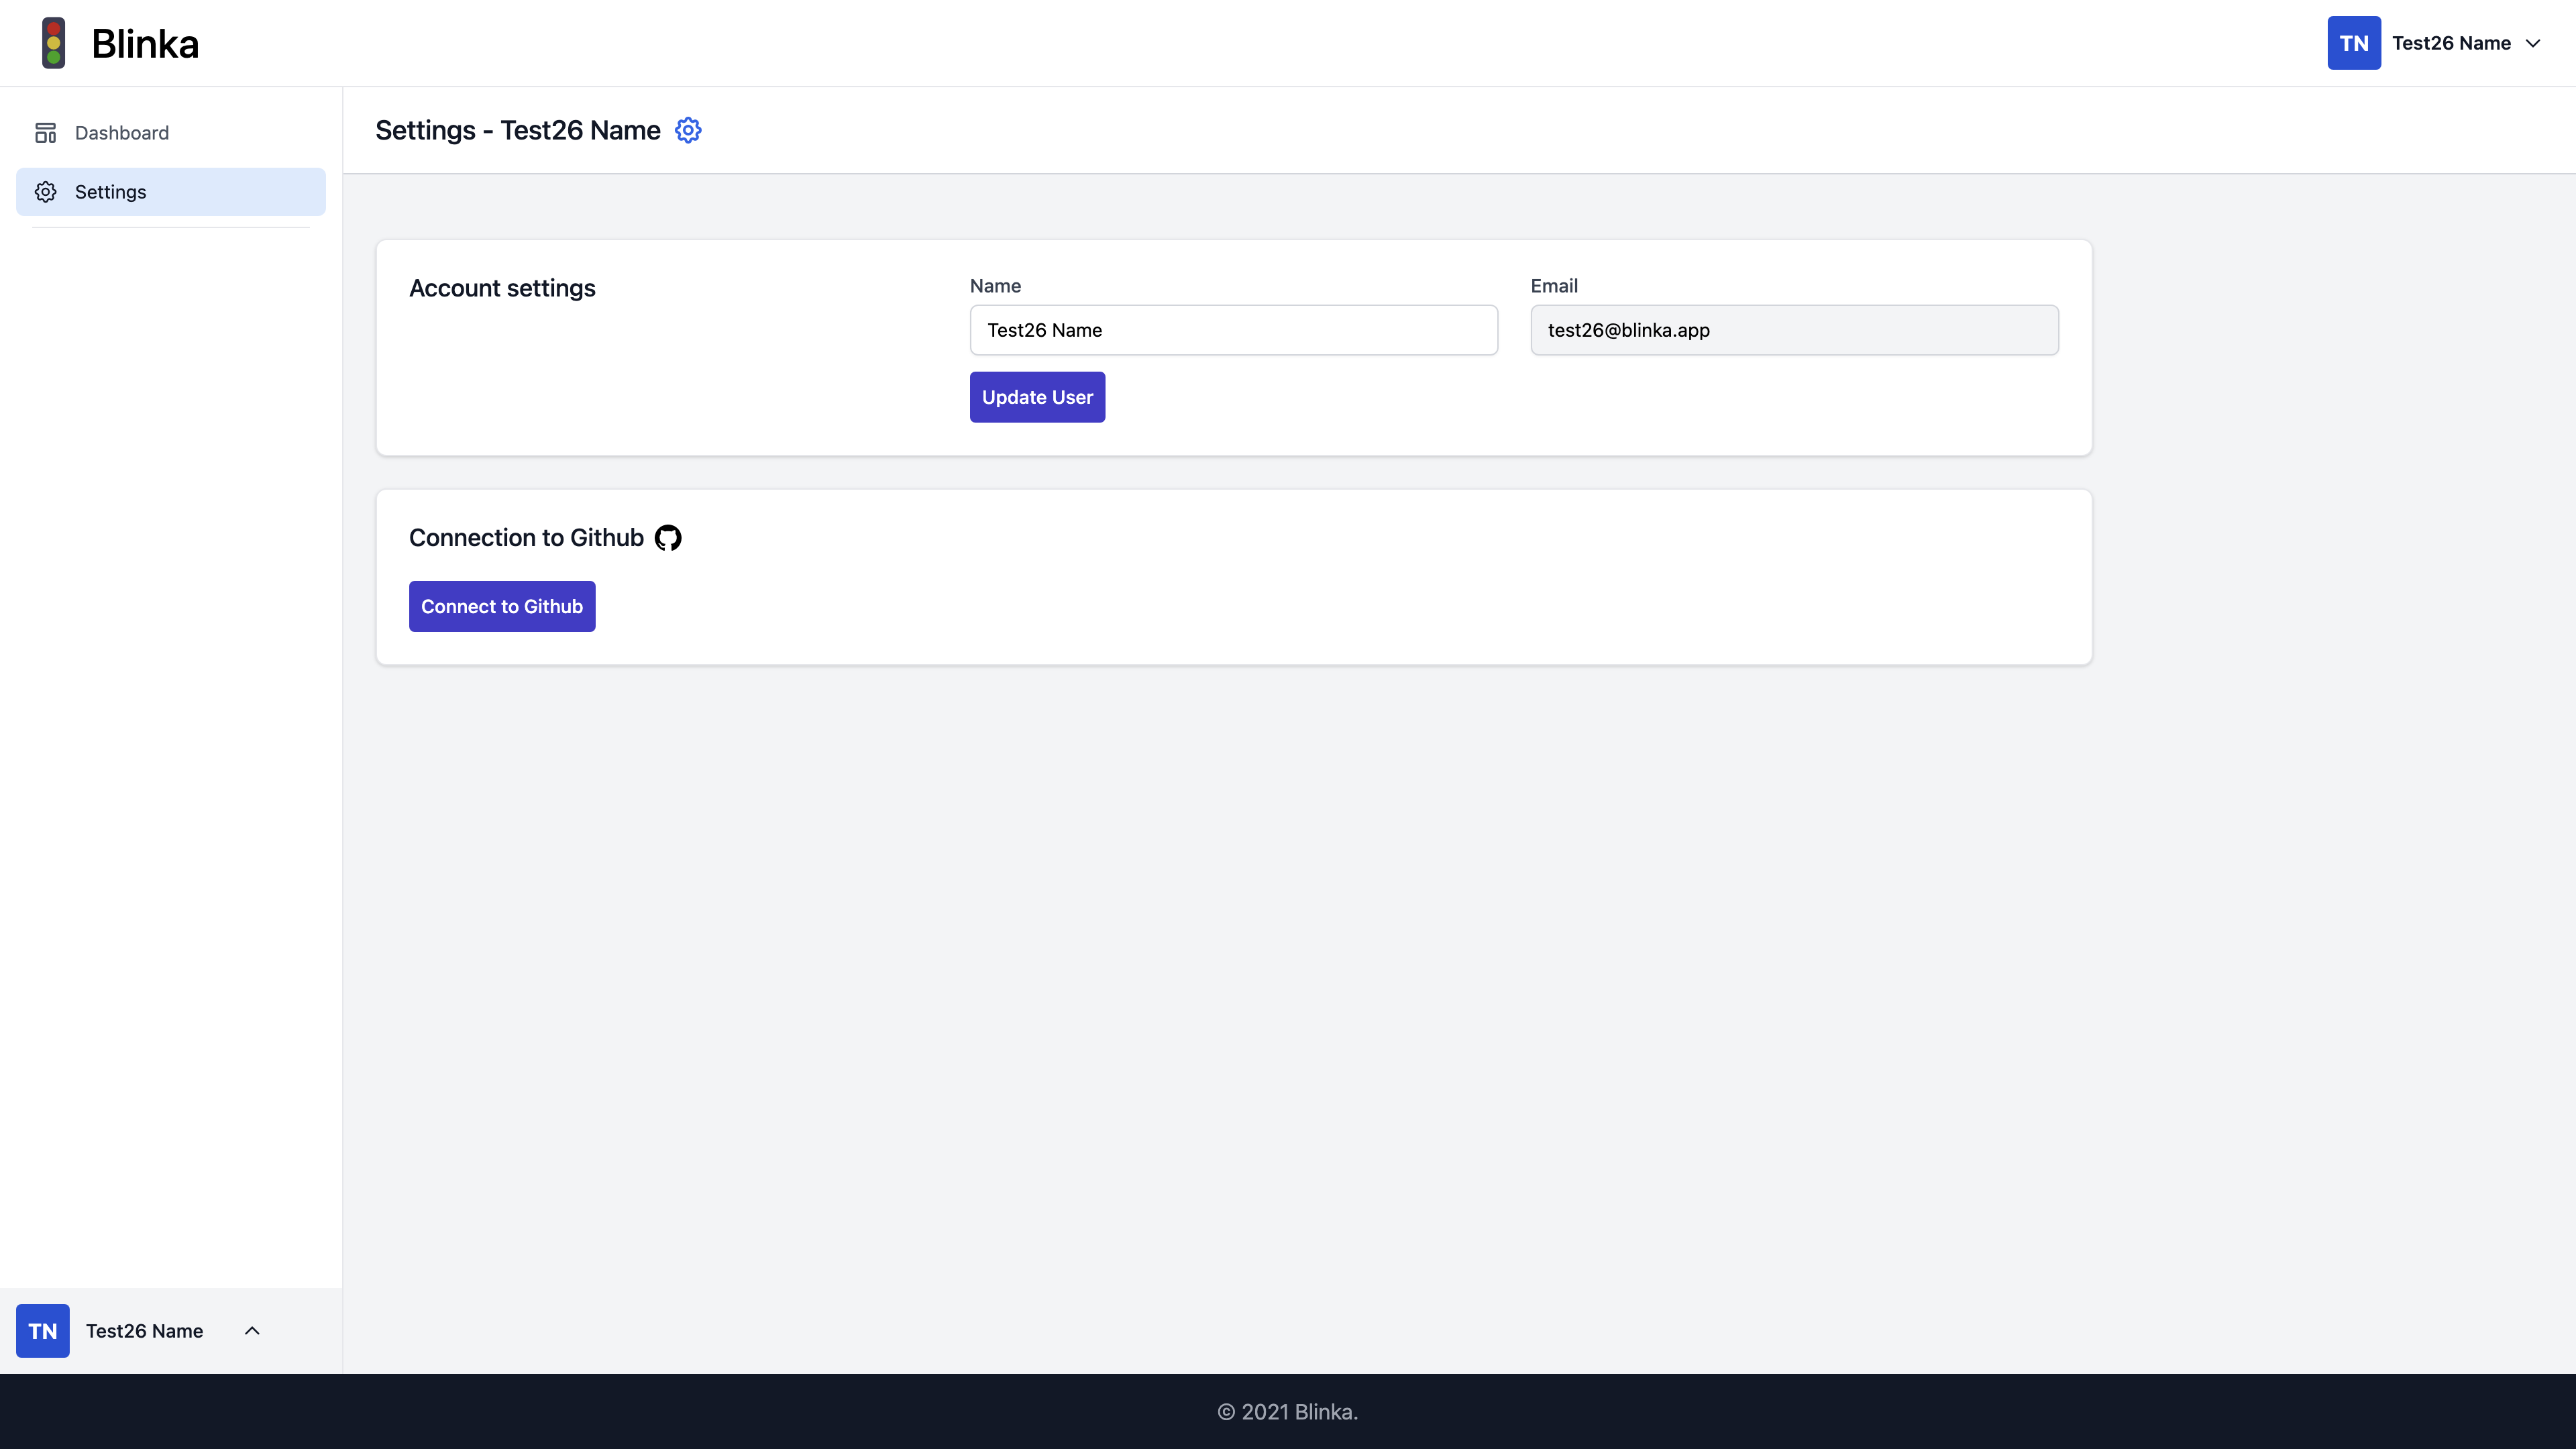 Blinka
TN Test26 Name
Dashboard
Settings
Settings - Test26 Name
Account settings
Name
Email
Test26 Name
test26@blinka.app
Update User
Connection to Github
Connect to Github
TN Test26 Name
© 2021 Blinka.